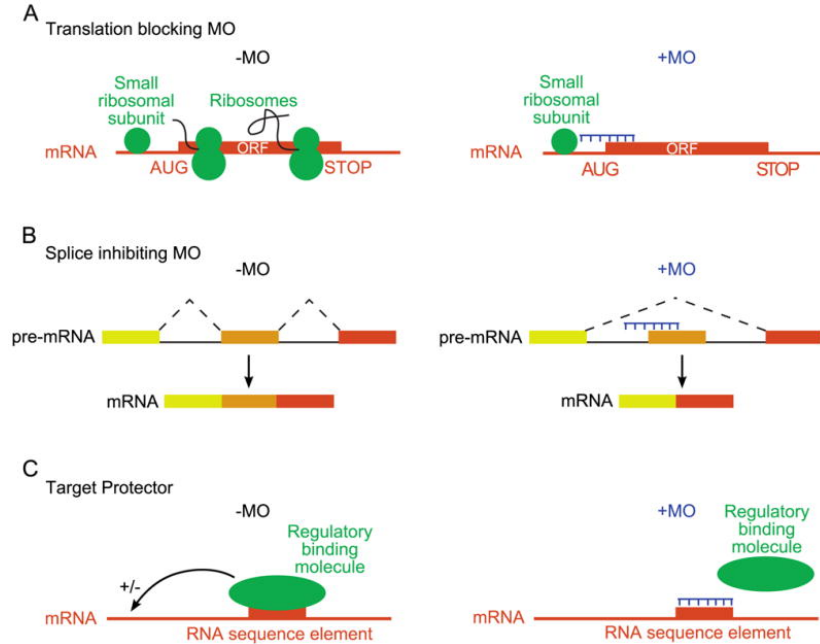 A
Translation blocking MO
-MO
Small
ribosomal
subunit
Ribosomes
mRNA
ORF
AUG
STOP
+MO
Small
ribosomal
subunit
mRNA
ORF
AUG
STOP
B
Splice inhibiting MO
-MO
pre-mRNA
mRNA
+MO
pre-mRNA
mRNA
C
Target Protector
-MO
Regulatory
binding
molecule
+/-
mRNA
RNA sequence element
+MO
Regulatory
binding
molecule
mRNA
RNA sequence element